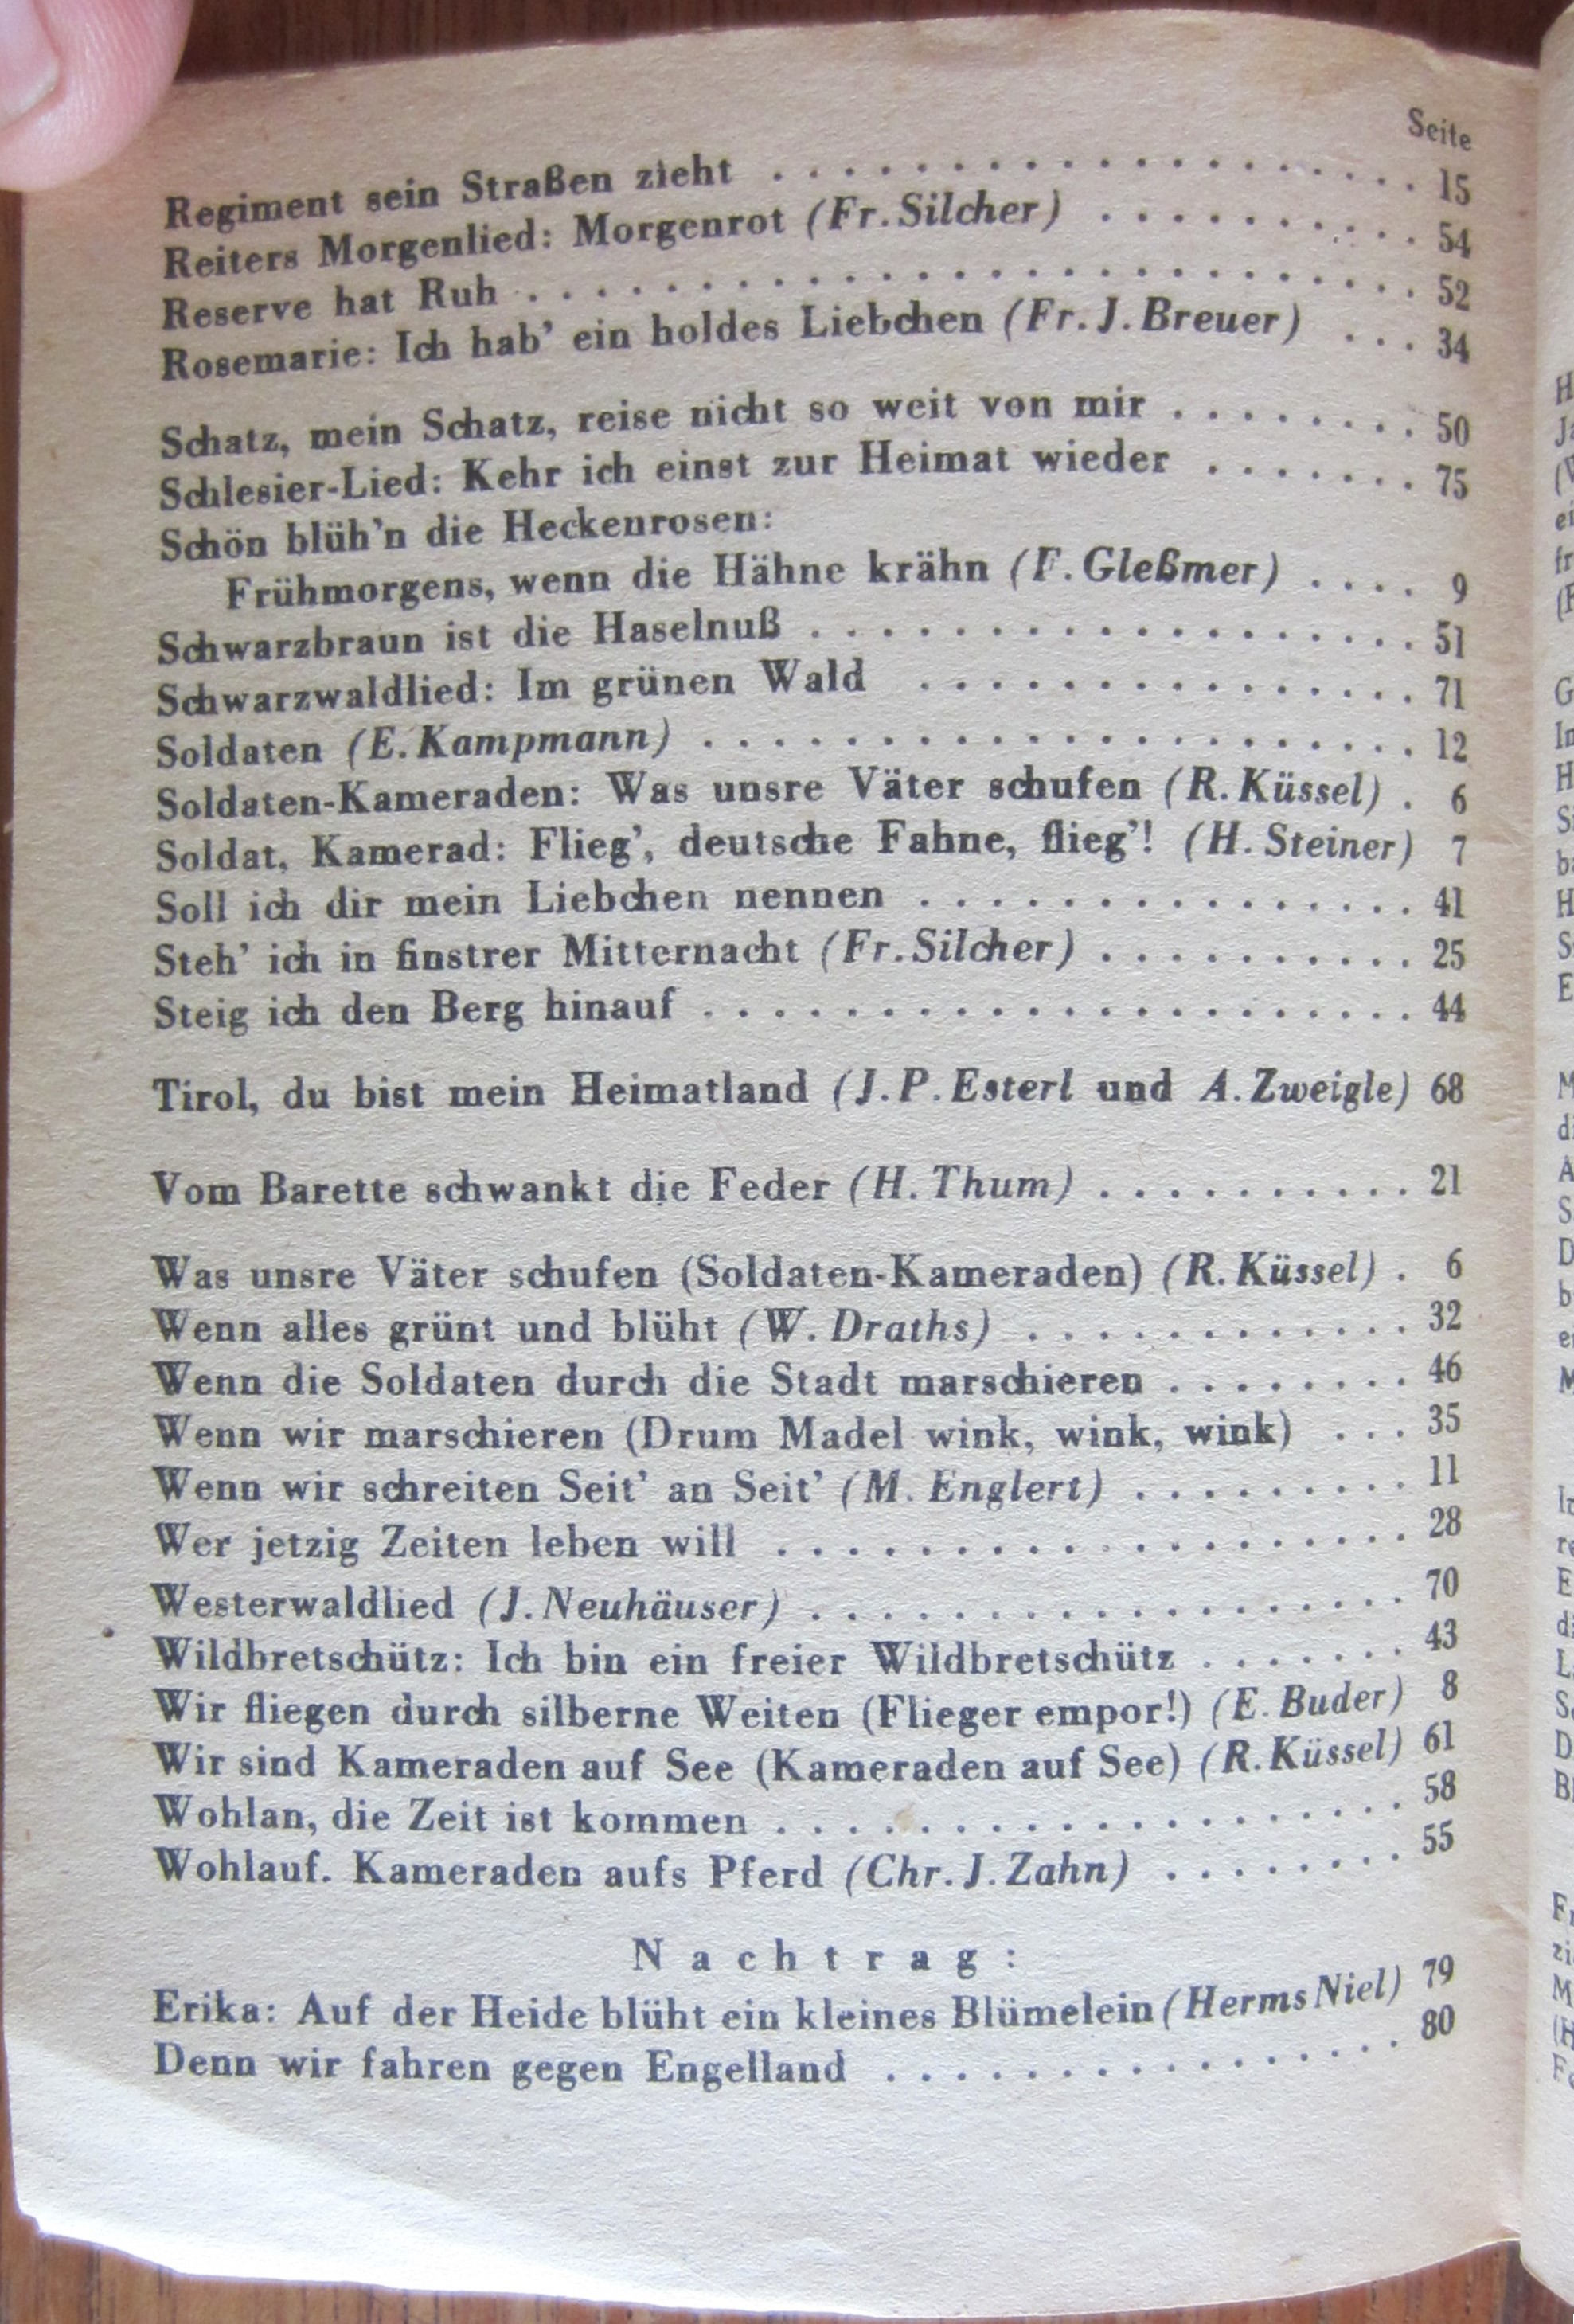 Seite
Regiment sein Straßen zieht . . . . . . . . . . . . . . . . . . 15
Reiters Morgenlied: Morgenrot (Fr. Silcher) . . . . . . . . . 54
Reserve hat Ruh . . . . . . . . . . . . . . . . . . . . . . . . . 52
Rosemarie: Ich hab' ein holdes Liebchen (Fr. J. Breuer) . . . 34
Schatz, mein Schatz, reise nicht so weit von mir . . . . . . . . 50
Schlesier-Lied: Kehr ich einst zur Heimat wieder . . . . . . . 75
Schön blüh'n die Heckenrosen:
Frühmorgens, wenn die Hähne krähn (F. Gleßmer) . . . . 9
Schwarzbraun ist die Haselnuß . . . . . . . . . . . . . . . . . 51
Schwarzwaldlied: Im grünen Wald . . . . . . . . . . . . . . 71
Soldaten (E. Kampmann) . . . . . . . . . . . . . . . . . . . . 12
Soldaten-Kameraden: Was unsre Väter schufen (R. Küssel) . 6
Soldat, Kamerad: Flieg', deutsche Fahne, flieg'! (H. Steiner) 7
Soll ich dir mein Liebchen nennen . . . . . . . . . . . . . . 41
Steh' ich in finstrer Mitternacht (Fr. Silcher) . . . . . . . . . 25
Steig ich den Berg hinauf . . . . . . . . . . . . . . . . . . . . 44
Tirol, du bist mein Heimatland (J. P. Esterl und A. Zweigle) 68
Vom Barette schwankt die Feder (H. Thum) . . . . . . . . . 21
Was unsre Väter schufen (Soldaten-Kameraden) (R. Küssel) . 6
Wenn alles grünt und blüht (W. Draths) . . . . . . . . . . . 32
Wenn die Soldaten durch die Stadt marschieren . . . . . . . 46
Wenn wir marschieren (Drum Madel wink, wink, wink) . . . 35
Wenn wir schreiten Seit' an Seit' (M. Englert) . . . . . . . . 11
Wer jetzig Zeiten leben will . . . . . . . . . . . . . . . . . . 28
Westerwaldlied (J. Neuhäuser) . . . . . . . . . . . . . . . . . 70
Wildbretschütz: Ich bin ein freier Wildbretschütz . . . . . . . 43
Wir fliegen durch silberne Weiten (Flieger empor!) (E. Buder) 8
Wir sind Kameraden auf See (Kameraden auf See) (R. Küssel) 61
Wohlan, die Zeit ist kommen . . . . . . . . . . . . . . . . . . 58
Wohlauf. Kameraden aufs Pferd (Chr. J. Zahn) . . . . . . . 55
Nachtrag:
Erika: Auf der Heide blüht ein kleines Blümelein (Herms Niel) 79
Denn wir fahren gegen Engelland . . . . . . . . . . . . . . . 80